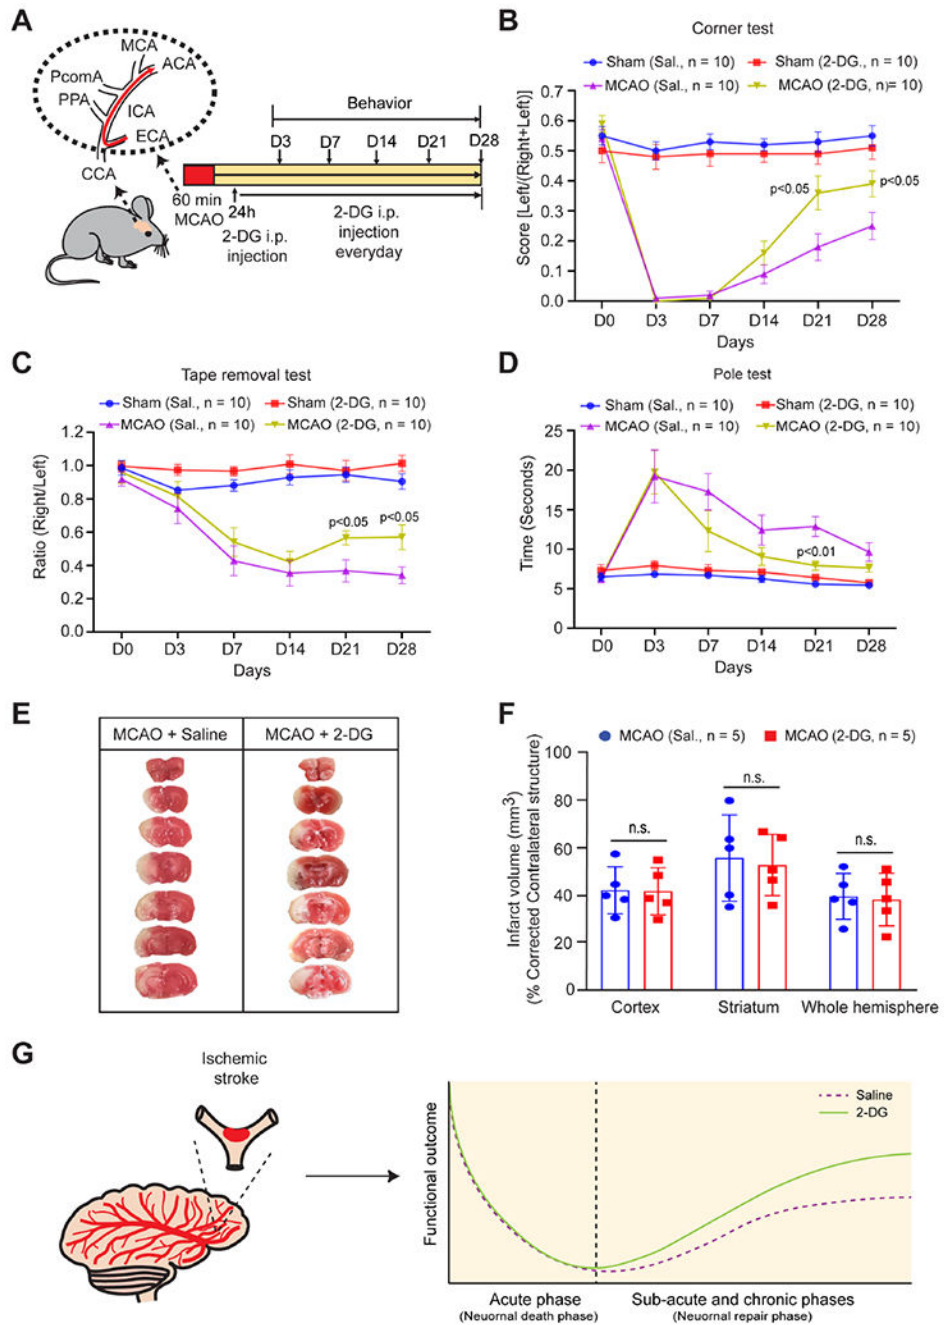 A
MCA
ACA
PcomA
PPA
ICA
ECA
CCA
Behavior
D3 D7 D14 D21 D28
60 min
MCAO
24h
2-DG i.p.
injection
2-DG i.p.
injection
everyday
B
Corner test
Sham (Sal., n = 10) Sham (2-DG., n = 10)
MCAO (Sal., n = 10) MCAO (2-DG, n)= 10)
Score [Left/(Right+Left)]
0.7
0.6
0.5
0.4
0.3
0.2
0.1
0.0
p<0.05 p<0.05
D0 D3 D7 D14 D21 D28
Days
C
Tape removal test
Sham (Sal., n = 10) Sham (2-DG, n = 10)
MCAO (Sal., n = 10) MCAO (2-DG, n = 10)
Ratio (Right/Left)
1.2
1.0
0.8
0.6
0.4
0.2
0.0
p<0.05 p<0.05
D0 D3 D7 D14 D21 D28
Days
D
Pole test
Sham (Sal., n = 10) Sham (2-DG, n = 10)
MCAO (Sal., n = 10) MCAO (2-DG, n = 10)
Time (Seconds)
25
20
15
10
5
0
p<0.01
D0 D3 D7 D14 D21 D28
Days
E
MCAO + Saline MCAO + 2-DG
F
MCAO (Sal., n = 5) MCAO (2-DG, n = 5)
Infarct volume (mm3)
(% Corrected Contralateral structure)
100
80
60
40
20
0
n.s. n.s. n.s.
Cortex Striatum Whole hemisphere
G
Ischemic
stroke
Functional outcome
Saline
2-DG
Acute phase
(Neuornal death phase)
Sub-acute and chronic phases
(Neuornal repair phase)